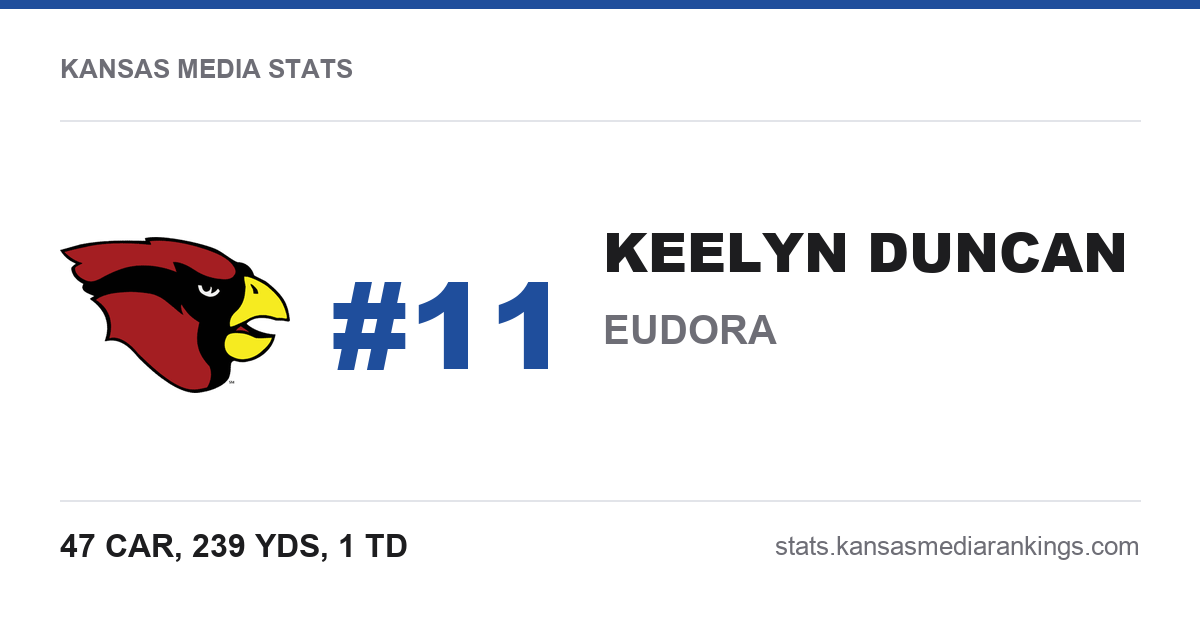 KANSAS MEDIA STATS
#11
KEELYN DUNCAN
EUDORA
47 CAR, 239 YDS, 1 TD
stats.kansasmediarankings.com